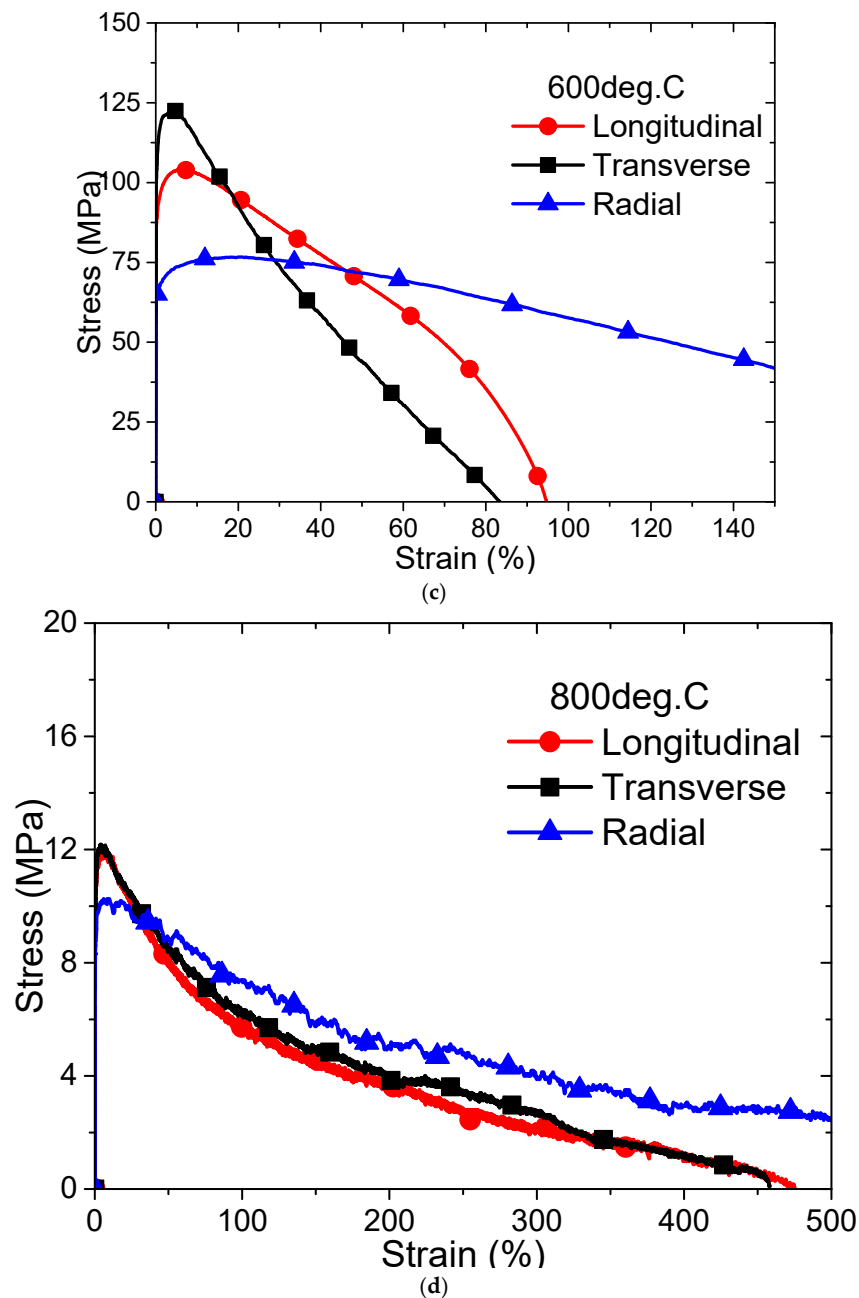 150
600deg.C
125
Longitudinal
Transverse
100
Radial
Stress (MPa)
75
50
25
0
0 20 40 60 80 100 120 140
Strain (%)
(c)
20
800deg.C
16
Longitudinal
Transverse
12
Radial
Stress (MPa)
8
4
0
0 100 200 300 400 500
Strain (%)
(d)